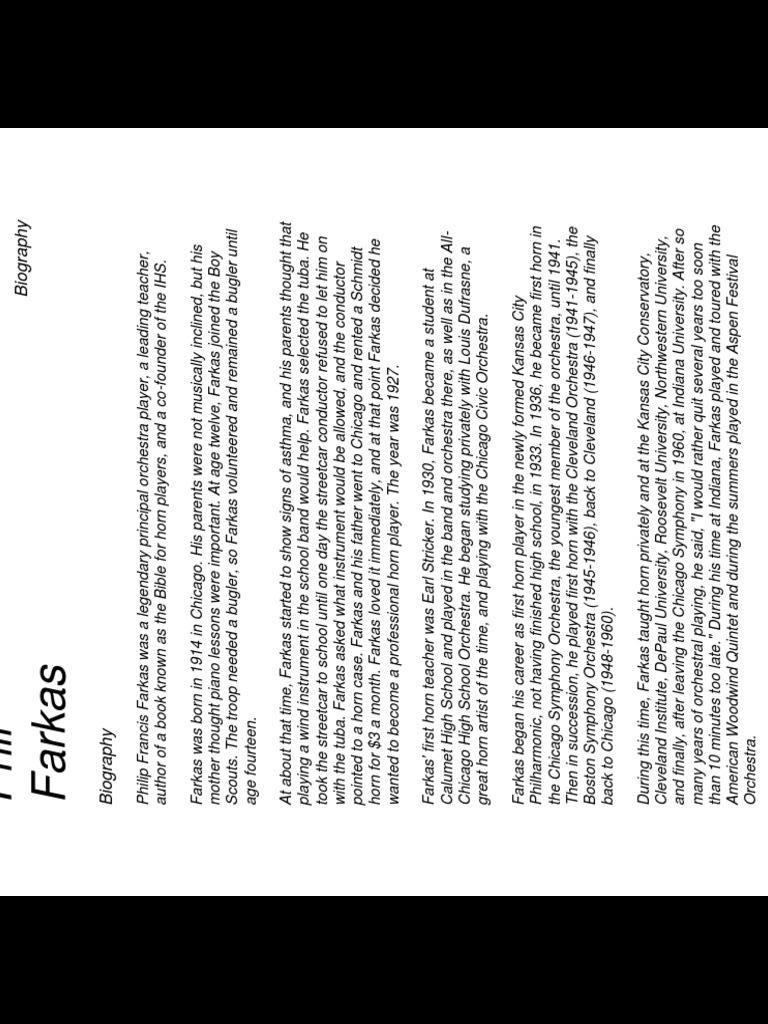 Biography
Farkas
Biography
Philip Francis Farkas was a legendary principal orchestra player, a leading teacher,
author of a book known as the Bible for horn players, and a co-founder of the IHS.
Farkas was born in 1914 in Chicago. His parents were not musically inclined, but his
mother thought piano lessons were important. At age twelve, Farkas joined the Boy
Scouts. The troop needed a bugler, so Farkas volunteered and remained a bugler until
age fourteen.
At about that time, Farkas started to show signs of asthma, and his parents thought that
playing a wind instrument in the school band would help. Farkas selected the tuba. He
took the streetcar to school until one day the streetcar conductor refused to let him on
with the tuba. Farkas asked what instrument would be allowed, and the conductor
pointed to a horn case. Farkas and his father went to Chicago and rented a Schmidt
horn for $3 a month. Farkas loved it immediately, and at that point Farkas decided he
wanted to become a professional horn player. The year was 1927.
Farkas' first horn teacher was Earl Stricker. In 1930, Farkas became a student at
Calumet High School and played in the band and orchestra there, as well as in the All-
Chicago High School Orchestra. He began studying privately with Louis Dufrasne, a
great horn artist of the time, and playing with the Chicago Civic Orchestra.
Farkas began his career as first horn player in the newly formed Kansas City
Philharmonic, not having finished high school, in 1933. In 1936, he became first horn in
the Chicago Symphony Orchestra, the youngest member of the orchestra, until 1941.
Then in succession, he played first horn with the Cleveland Orchestra (1941-1945), the
Boston Symphony Orchestra (1945-1946), back to Cleveland (1946-1947), and finally
back to Chicago (1948-1960).
During this time, Farkas taught horn privately and at the Kansas City Conservatory,
Cleveland Institute, DePaul University, Roosevelt University, Northwestern University,
and finally, after leaving the Chicago Symphony in 1960, at Indiana University. After so
many years of orchestral playing, he said, "I would rather quit several years too soon
than 10 minutes too late." During his time at Indiana, Farkas played and toured with the
American Woodwind Quintet and during the summers played in the Aspen Festival
Orchestra.